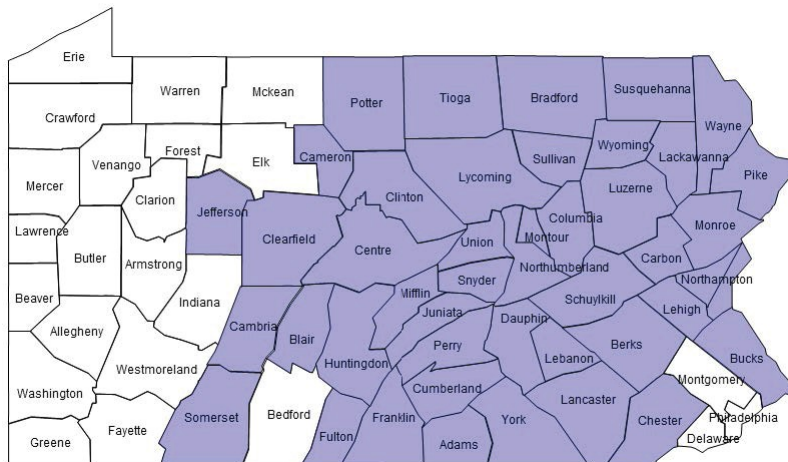 Erie
Warren
Mckean
Potter
Tioga
Bradford
Susquehanna
Wayne
Crawford
Forest
Venango
Elk
Cameron
Sullivan
Wyoming
Lackawanna
Pike
Mercer
Clarion
Clinton
Lycoming
Luzerne
Jefferson
Columbia
Monroe
Lawrence
Clearfield
Centre
Union
Montour
Carbon
Butler
Armstrong
Northumberland
Northampton
Beaver
Indiana
Mifflin
Snyder
Schuylkill
Lehigh
Allegheny
Cambria
Blair
Juniata
Dauphin
Perry
Berks
Bucks
Westmoreland
Huntingdon
Lebanon
Montgomery
Washington
Somerset
Bedford
Cumberland
Lancaster
Philadelphia
Greene
Fayette
Fulton
Franklin
Adams
York
Chester
Delaware